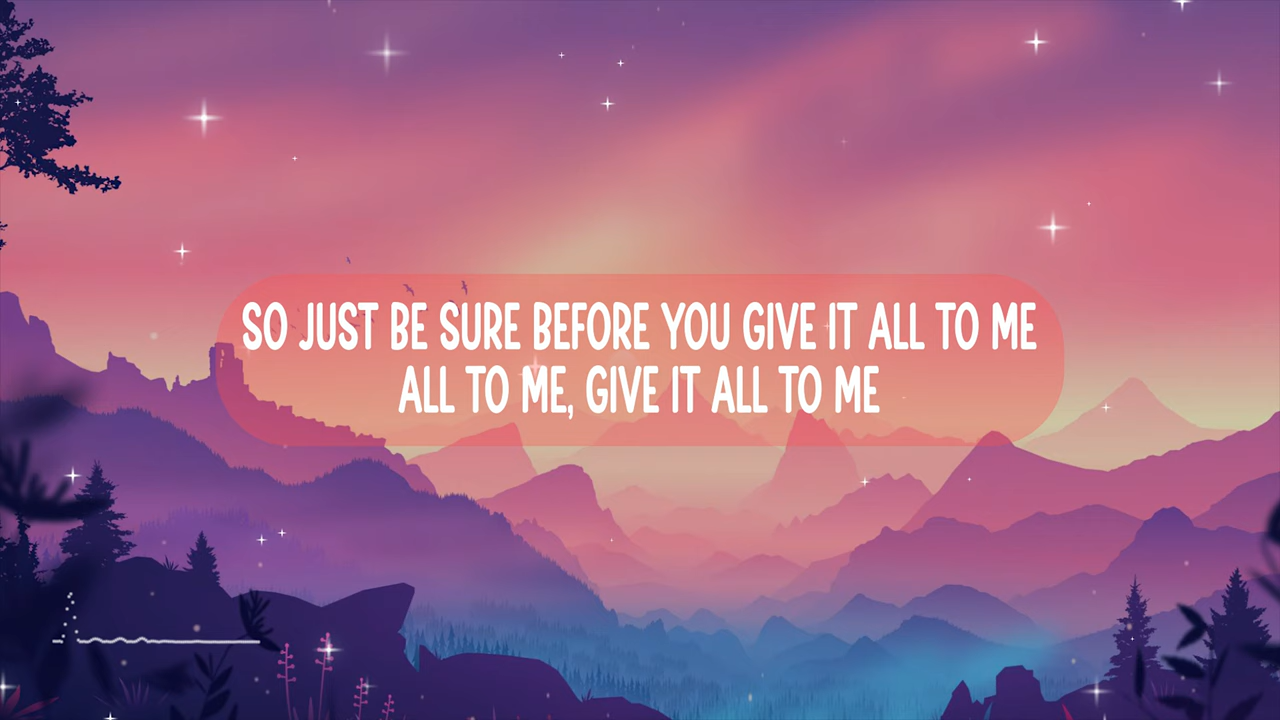 SO JUST BE SURE BEFORE YOU GIVE IT ALL TO ME
ALL TO ME, GIVE IT ALL TO ME